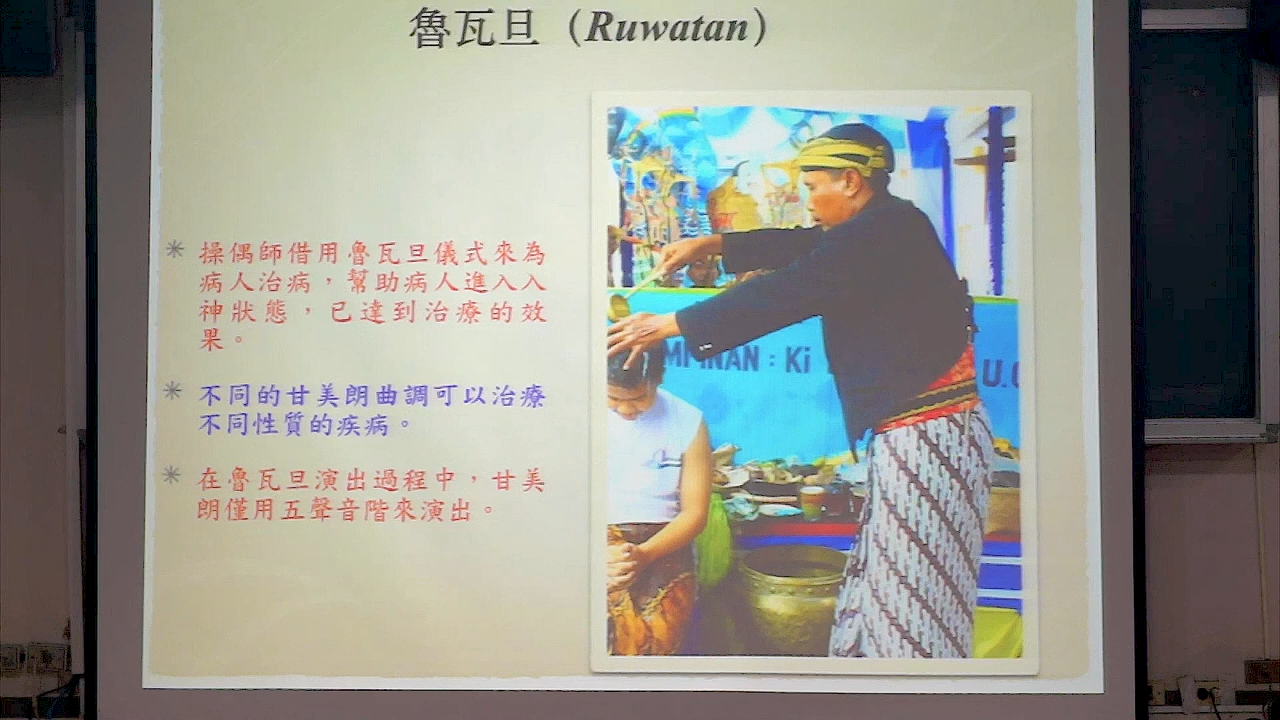 魯瓦旦（Ruwatan）
操偶師借用魯瓦旦儀式來為
病人治病，幫助病人進入入
神狀態，已達到治療的效
果。
不同的甘美朗曲調可以治療
不同性質的疾病。
在魯瓦旦演出過程中，甘美
朗僅用五聲音階來演出。
MPINAN : Ki
U.